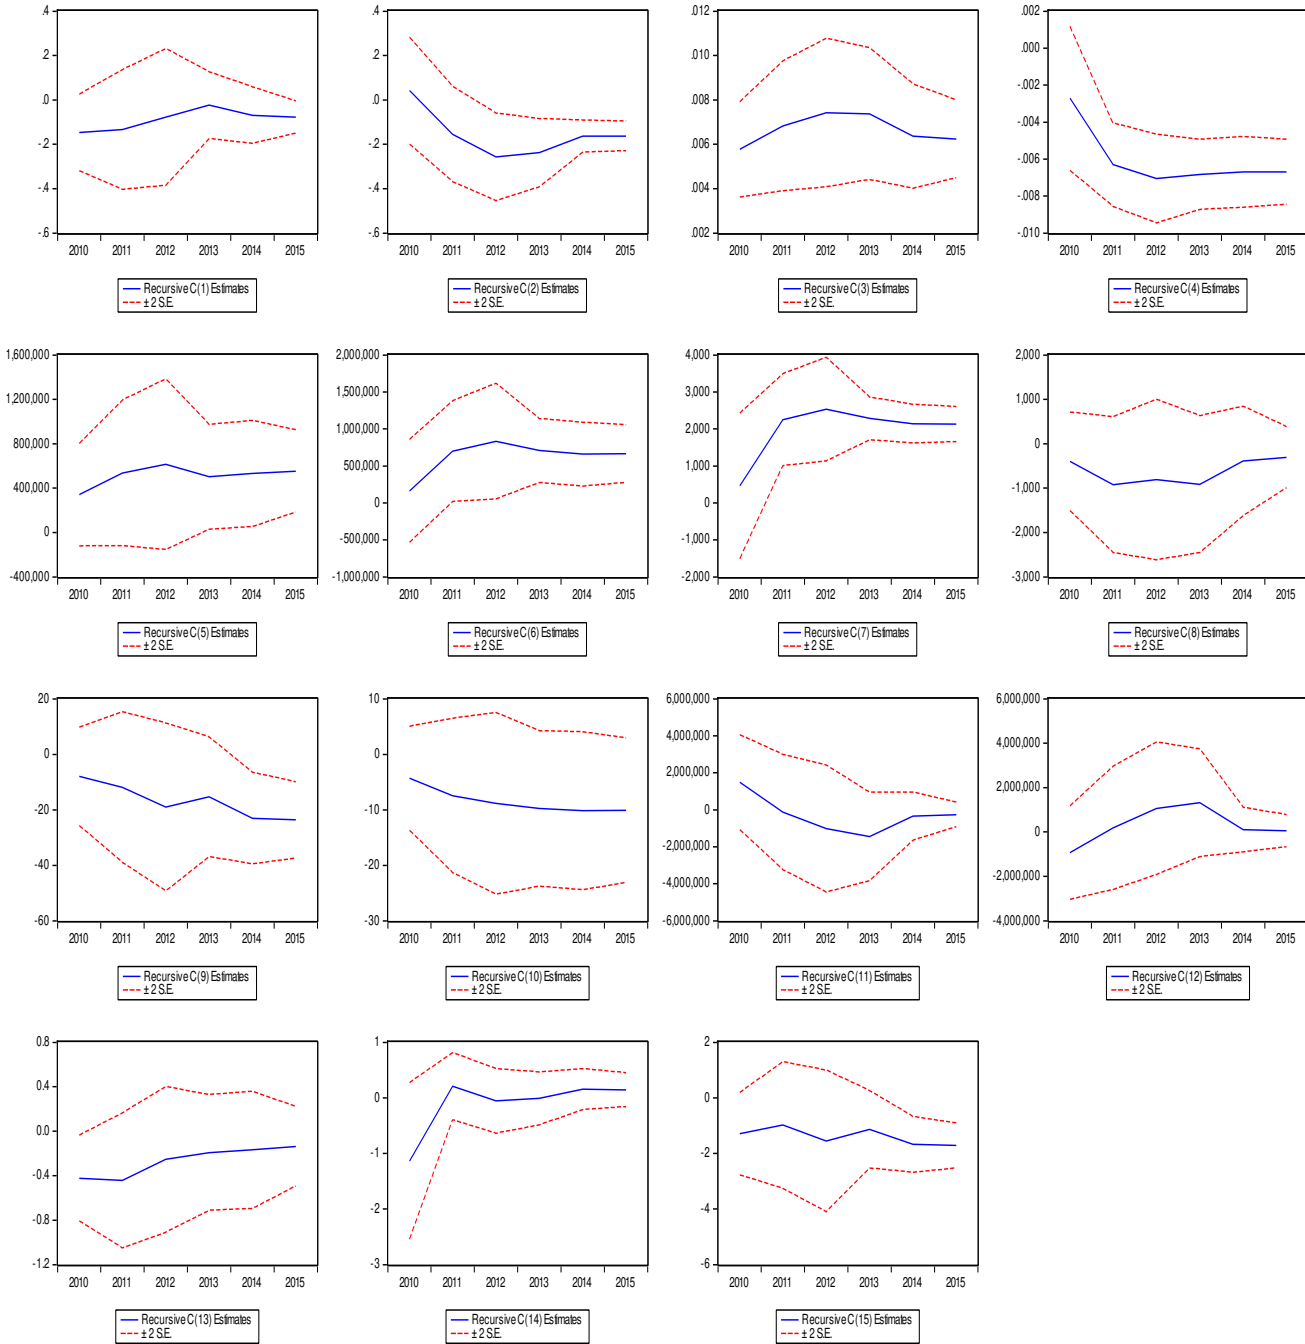 .4
.2
.0
-.2
-.4
-.6
2010 2011 2012 2013 2014 2015
Recursive C(1) Estimates
± 2 S.E.
.4
.2
.0
-.2
-.4
-.6
2010 2011 2012 2013 2014 2015
Recursive C(2) Estimates
± 2 S.E.
.012
.010
.008
.006
.004
.002
2010 2011 2012 2013 2014 2015
Recursive C(3) Estimates
± 2 S.E.
.002
.000
-.002
-.004
-.006
-.008
-.010
2010 2011 2012 2013 2014 2015
Recursive C(4) Estimates
± 2 S.E.
1,600,000
1,200,000
800,000
400,000
0
-400,000
2010 2011 2012 2013 2014 2015
Recursive C(5) Estimates
± 2 S.E.
2,000,000
1,500,000
1,000,000
500,000
0
-500,000
-1,000,000
2010 2011 2012 2013 2014 2015
Recursive C(6) Estimates
± 2 S.E.
4,000
3,000
2,000
1,000
0
-1,000
-2,000
2010 2011 2012 2013 2014 2015
Recursive C(7) Estimates
± 2 S.E.
2,000
1,000
0
-1,000
-2,000
-3,000
2010 2011 2012 2013 2014 2015
Recursive C(8) Estimates
± 2 S.E.
20
0
-20
-40
-60
2010 2011 2012 2013 2014 2015
Recursive C(9) Estimates
± 2 S.E.
10
0
-10
-20
-30
2010 2011 2012 2013 2014 2015
Recursive C(10) Estimates
± 2 S.E.
6,000,000
4,000,000
2,000,000
0
-2,000,000
-4,000,000
-6,000,000
2010 2011 2012 2013 2014 2015
Recursive C(11) Estimates
± 2 S.E.
6,000,000
4,000,000
2,000,000
0
-2,000,000
-4,000,000
2010 2011 2012 2013 2014 2015
Recursive C(12) Estimates
± 2 S.E.
0.8
0.4
0.0
-0.4
-0.8
-1.2
2010 2011 2012 2013 2014 2015
Recursive C(13) Estimates
± 2 S.E.
1
0
-1
-2
-3
2010 2011 2012 2013 2014 2015
Recursive C(14) Estimates
± 2 S.E.
2
0
-2
-4
-6
2010 2011 2012 2013 2014 2015
Recursive C(15) Estimates
± 2 S.E.